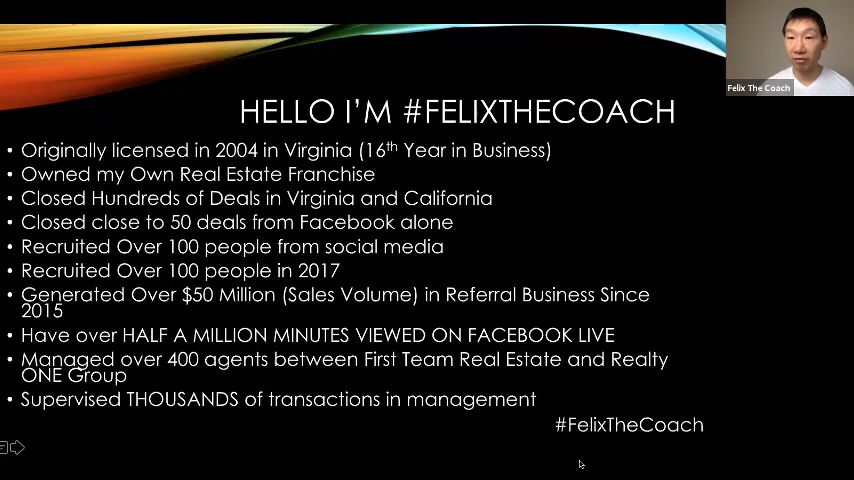 Felix The Coach
HELLO I'M #FELIXTHECOACH
• Originally licensed in 2004 in Virginia (16th Year in Business)
• Owned my Own Real Estate Franchise
• Closed Hundreds of Deals in Virginia and California
• Closed close to 50 deals from Facebook alone
• Recruited Over 100 people from social media
• Recruited Over 100 people in 2017
• Generated Over $50 Million (Sales Volume) in Referral Business Since
2015
• Have over HALF A MILLION MINUTES VIEWED ON FACEBOOK LIVE
• Managed over 400 agents between First Team Real Estate and Realty
ONE Group
• Supervised THOUSANDS of transactions in management
#FelixTheCoach